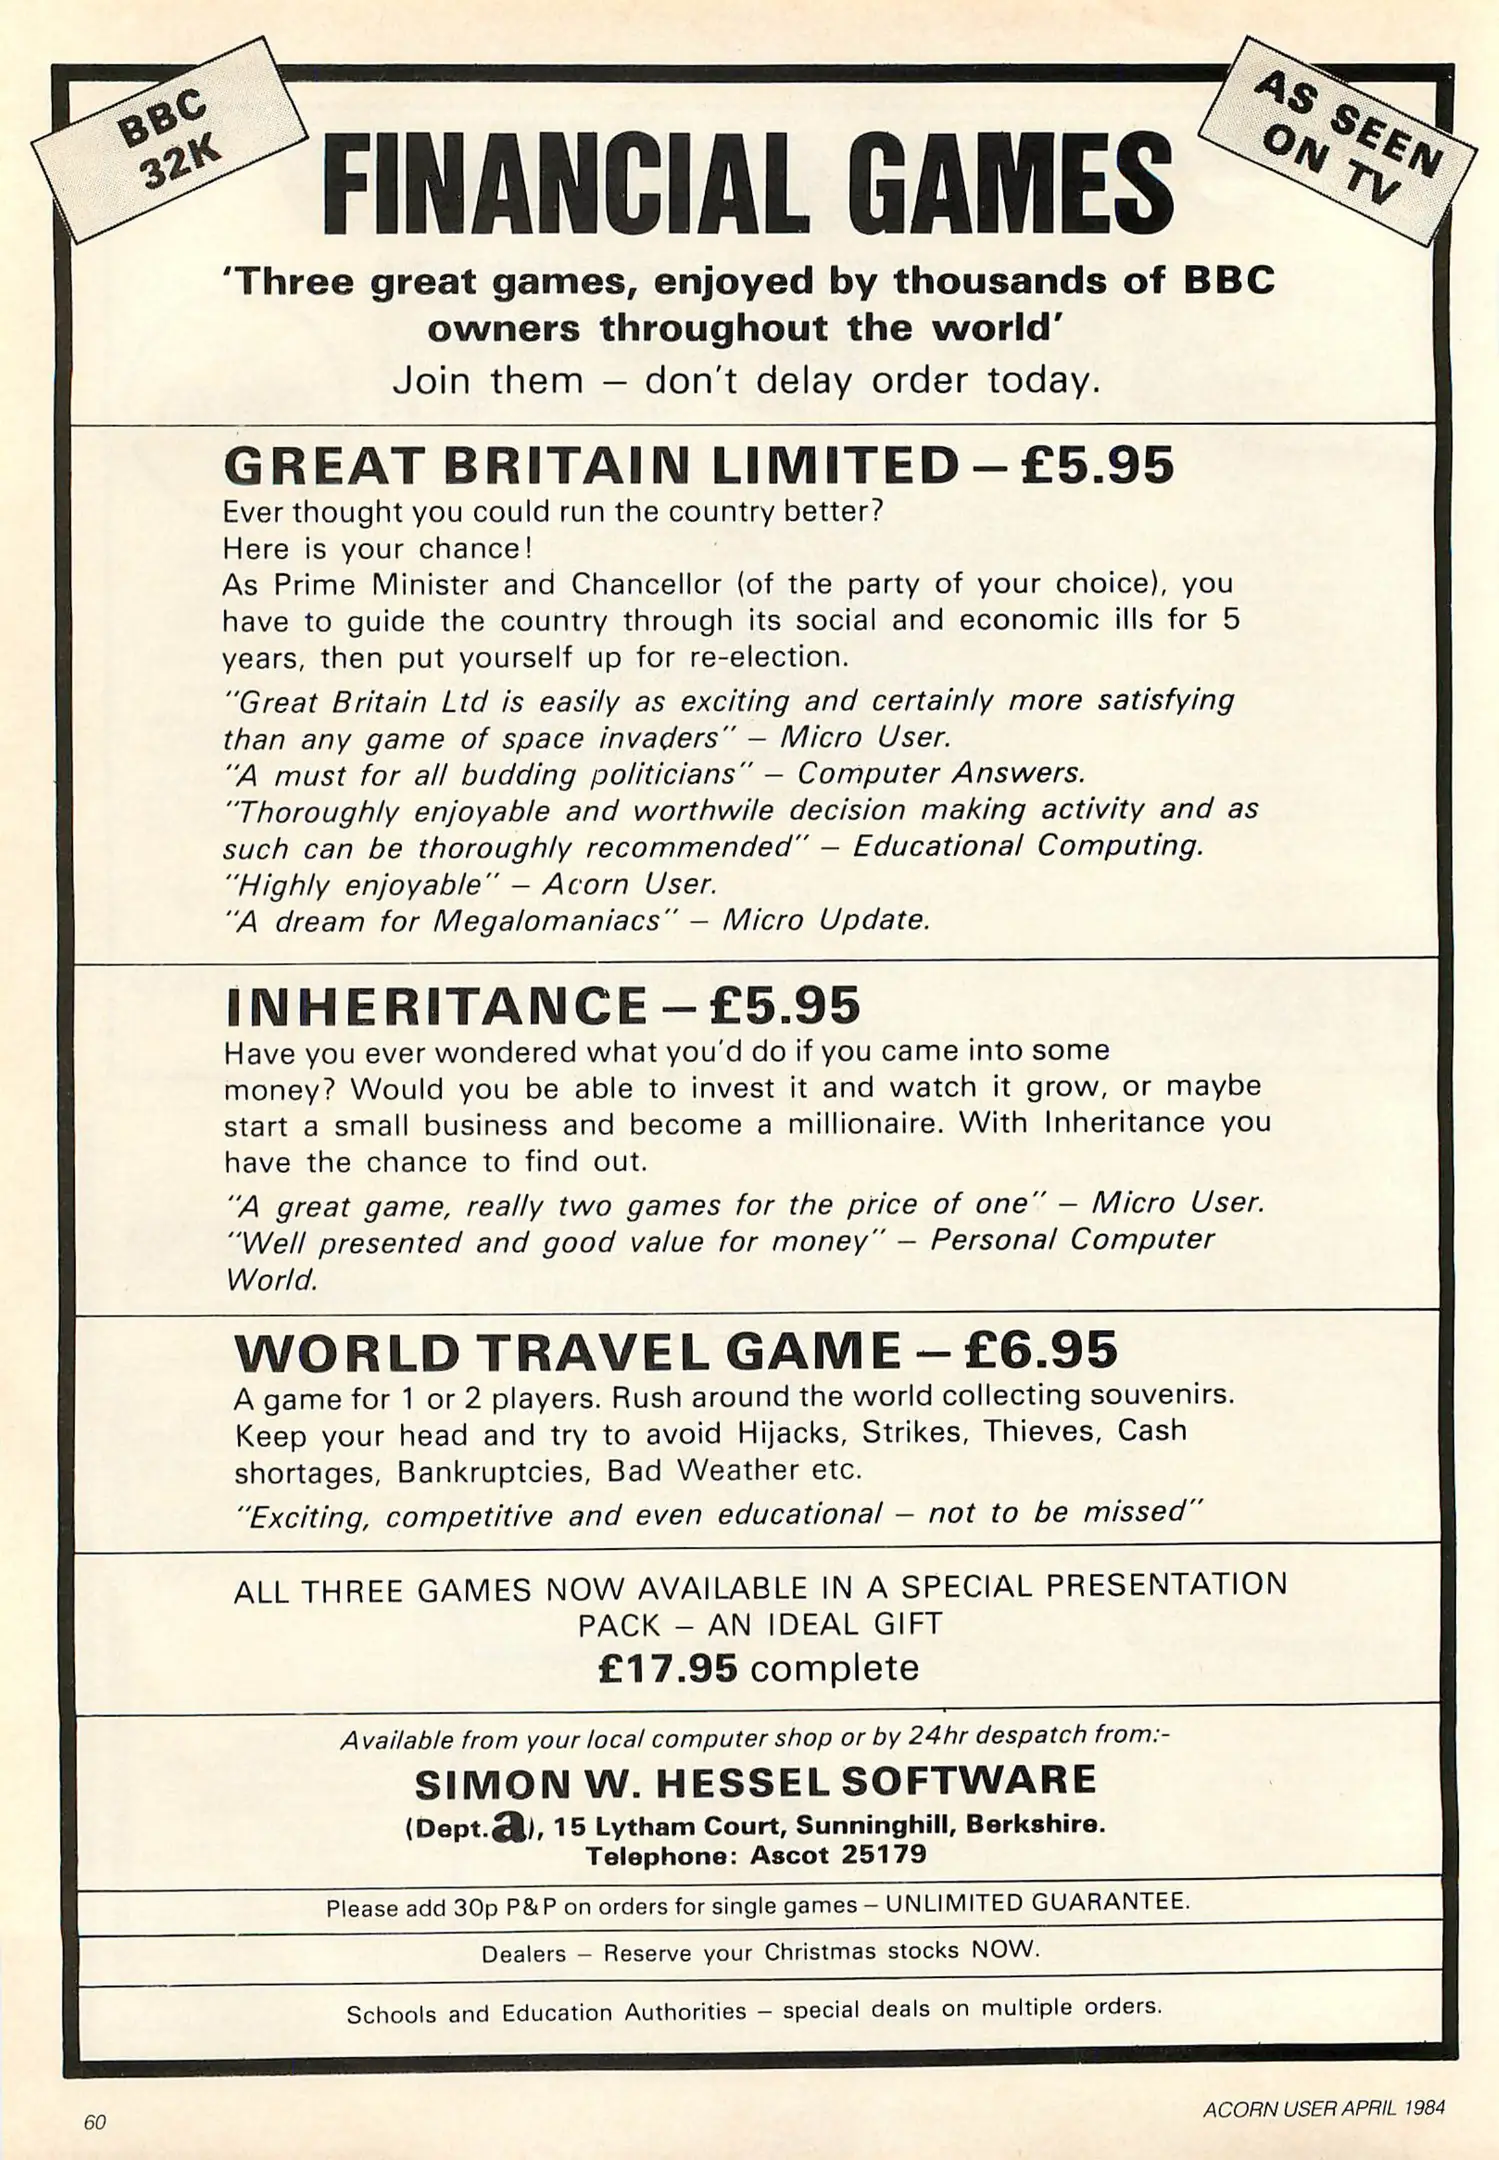 BBC
32K
AS SEEN
ON TV
FINANCIAL GAMES
'Three great games, enjoyed by thousands of BBC
owners throughout the world'
Join them – don't delay order today.
GREAT BRITAIN LIMITED – £5.95
Ever thought you could run the country better?
Here is your chance!
As Prime Minister and Chancellor (of the party of your choice), you
have to guide the country through its social and economic ills for 5
years, then put yourself up for re-election.
"Great Britain Ltd is easily as exciting and certainly more satisfying
than any game of space invaders" – Micro User.
"A must for all budding politicians" – Computer Answers.
"Thoroughly enjoyable and worthwile decision making activity and as
such can be thoroughly recommended" – Educational Computing.
"Highly enjoyable" – Acorn User.
"A dream for Megalomaniacs" – Micro Update.
INHERITANCE – £5.95
Have you ever wondered what you'd do if you came into some
money? Would you be able to invest it and watch it grow, or maybe
start a small business and become a millionaire. With Inheritance you
have the chance to find out.
"A great game, really two games for the price of one" – Micro User.
"Well presented and good value for money" – Personal Computer
World.
WORLD TRAVEL GAME – £6.95
A game for 1 or 2 players. Rush around the world collecting souvenirs.
Keep your head and try to avoid Hijacks, Strikes, Thieves, Cash
shortages, Bankruptcies, Bad Weather etc.
"Exciting, competitive and even educational – not to be missed"
ALL THREE GAMES NOW AVAILABLE IN A SPECIAL PRESENTATION
PACK – AN IDEAL GIFT
£17.95 complete
Available from your local computer shop or by 24hr despatch from:-
SIMON W. HESSEL SOFTWARE
(Dept.a), 15 Lytham Court, Sunninghill, Berkshire.
Telephone: Ascot 25179
Please add 30p P&P on orders for single games – UNLIMITED GUARANTEE.
Dealers – Reserve your Christmas stocks NOW.
Schools and Education Authorities – special deals on multiple orders.
60
ACORN USER APRIL 1984